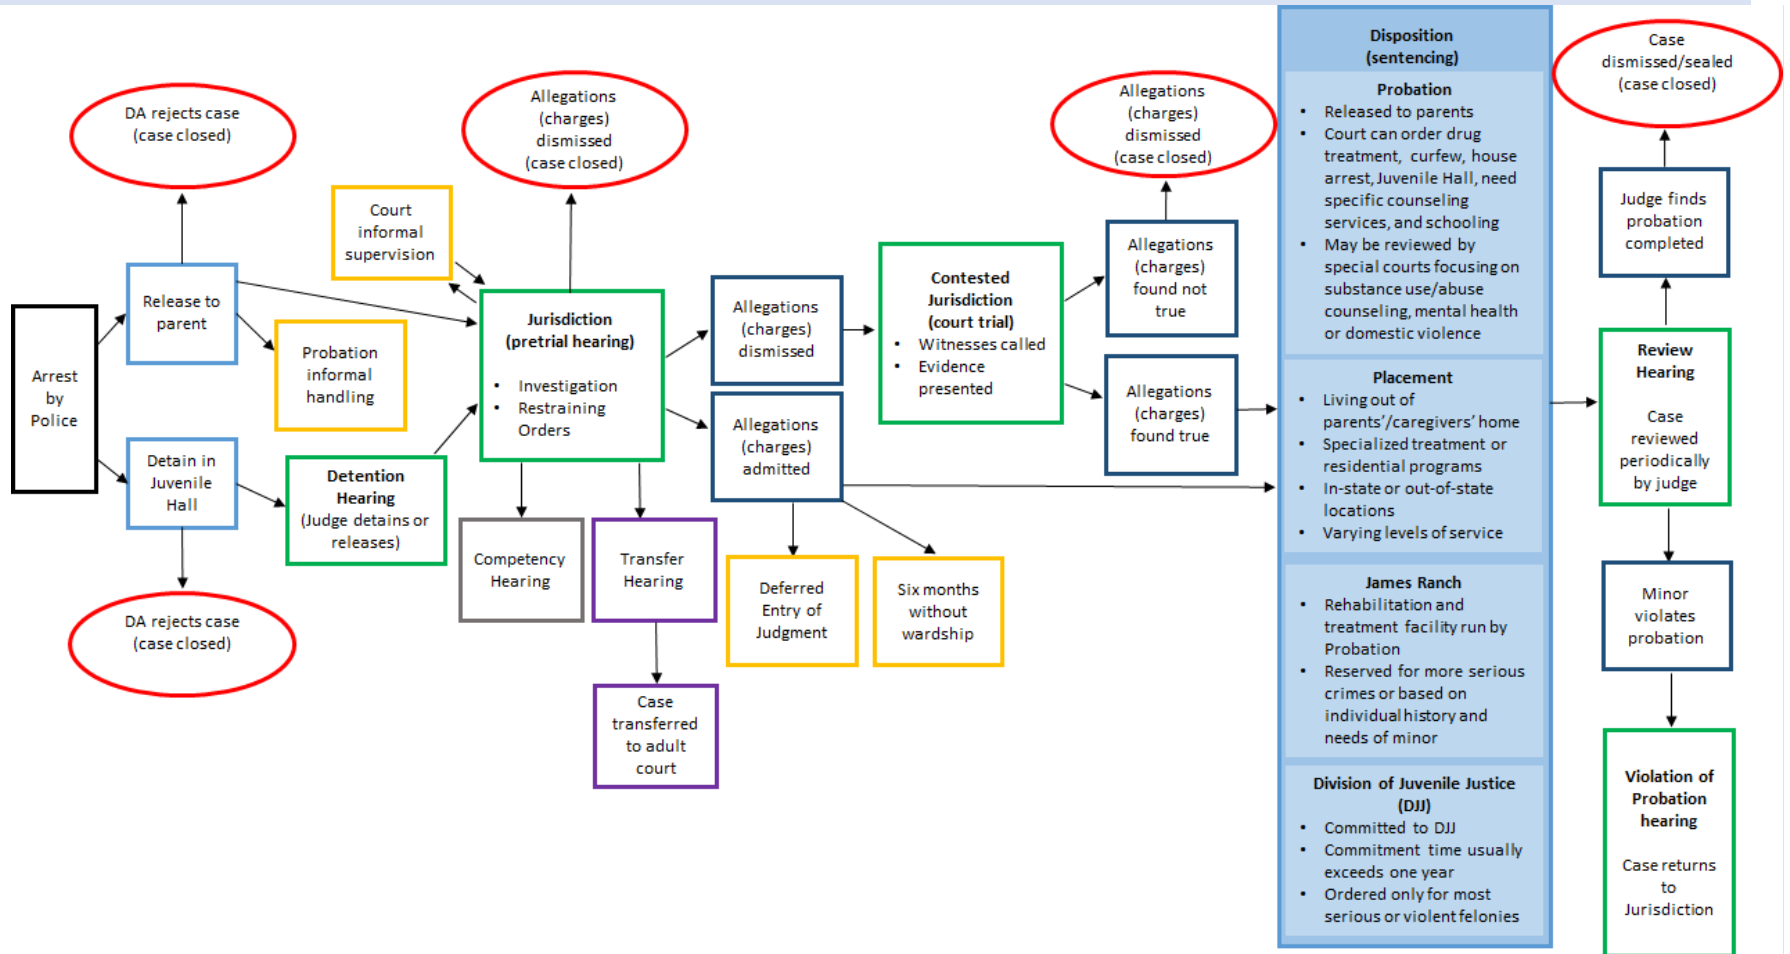 Arrest
by
Police
DA rejects case
(case closed)
Release to
parent
Probation
informal
handling
Detain in
Juvenile
Hall
DA rejects case
(case closed)
Detention
Hearing
(Judge detains or
releases)
Court
informal
supervision
Allegations
(charges)
dismissed
(case closed)
Jurisdiction
(pretrial hearing)
• Investigation
• Restraining
Orders
Competency
Hearing
Transfer
Hearing
Case
transferred
to adult
court
Allegations
(charges)
dismissed
Allegations
(charges)
admitted
Deferred
Entry of
Judgment
Six months
without
wardship
Contested
Jurisdiction
(court trial)
• Witnesses called
• Evidence
presented
Allegations
(charges)
dismissed
(case closed)
Allegations
(charges)
found not
true
Allegations
(charges)
found true
Disposition
(sentencing)
Probation
• Released to parents
• Court can order drug
treatment, curfew, house
arrest, Juvenile Hall, need
specific counseling
services, and schooling
• May be reviewed by
special courts focusing on
substance use/abuse
counseling, mental health
or domestic violence
Placement
• Living out of
parents’/caregivers’ home
• Specialized treatment or
residential programs
• In-state or out-of-state
locations
• Varying levels of service
James Ranch
• Rehabilitation and
treatment facility run by
Probation
• Reserved for more serious
crimes or based on
individual history and
needs of minor
Division of Juvenile Justice
(DJJ)
• Committed to DJJ
• Commitment time usually
exceeds one year
• Ordered only for most
serious or violent felonies
Case
dismissed/sealed
(case closed)
Judge finds
probation
completed
Review
Hearing
Case
reviewed
periodically
by judge
Minor
violates
probation
Violation of
Probation
hearing
Case returns
to
Jurisdiction